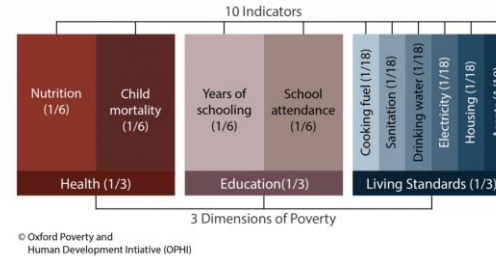 10 Indicators
Nutrition
(1/6)
Child
mortality
(1/6)
Years of
schooling
(1/6)
School
attendance
(1/6)
Cooking fuel (1/18)
Sanitation (1/18)
Drinking water (1/18)
Electricity (1/18)
Housing (1/18)
Health (1/3)
Education(1/3)
Living Standards (1/3)
3 Dimensions of Poverty
© Oxford Poverty and
Human Development Intiative (OPHI)